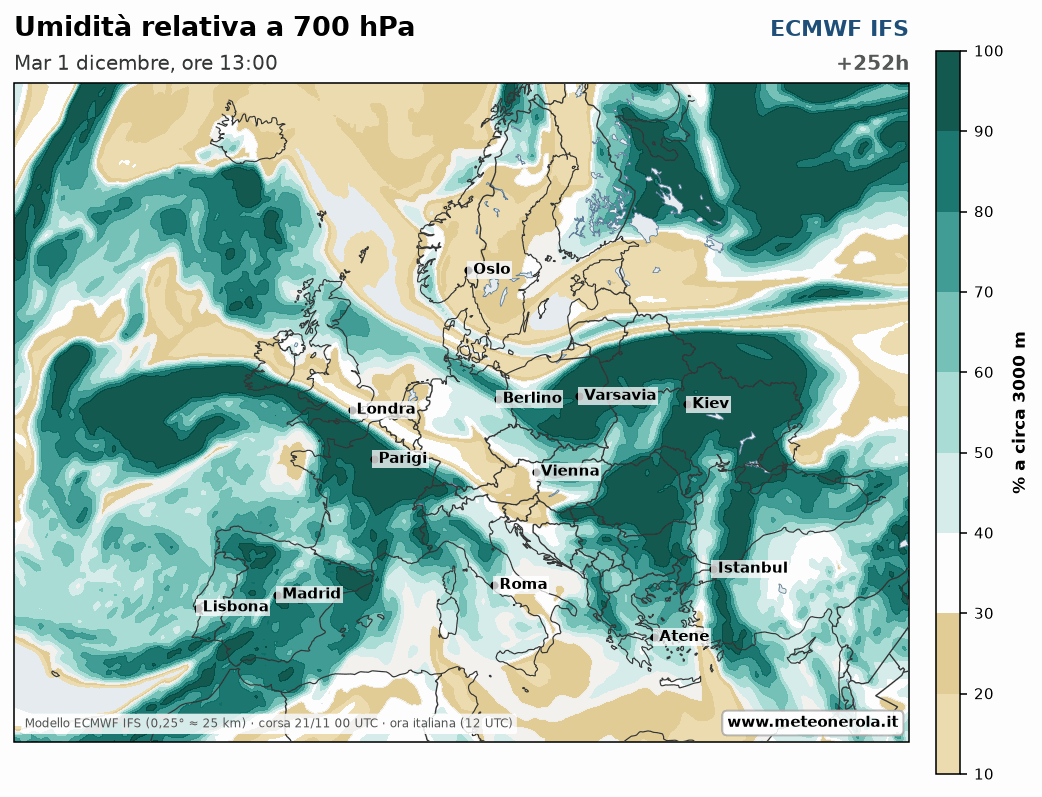 Umidità relativa a 700 hPa
ECMWF IFS
Mar 1 dicembre, ore 13:00
+252h
100
90
80
70
60
50
40
30
20
10
% a circa 3000 m
Oslo
Berlino
Varsavia
Kiev
Londra
Parigi
Vienna
Istanbul
Roma
Madrid
Lisbona
Atene
Modello ECMWF IFS (0,25° ≈ 25 km) · corsa 21/11 00 UTC · ora italiana (12 UTC)
www.meteonerola.it